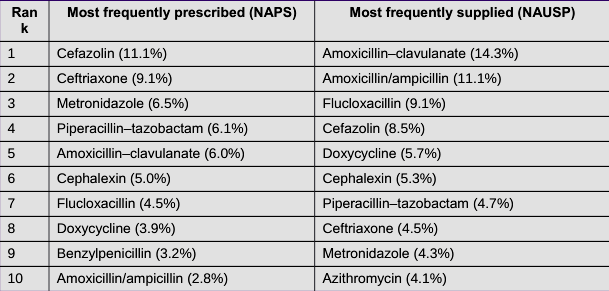 Ran
k Most frequently prescribed (NAPS) Most frequently supplied (NAUSP)
1 Cefazolin (11.1%) Amoxicillin–clavulanate (14.3%)
2 Ceftriaxone (9.1%) Amoxicillin/ampicillin (11.1%)
3 Metronidazole (6.5%) Flucloxacillin (9.1%)
4 Piperacillin–tazobactam (6.1%) Cefazolin (8.5%)
5 Amoxicillin–clavulanate (6.0%) Doxycycline (5.7%)
6 Cephalexin (5.0%) Cephalexin (5.3%)
7 Flucloxacillin (4.5%) Piperacillin–tazobactam (4.7%)
8 Doxycycline (3.9%) Ceftriaxone (4.5%)
9 Benzylpenicillin (3.2%) Metronidazole (4.3%)
10 Amoxicillin/ampicillin (2.8%) Azithromycin (4.1%)